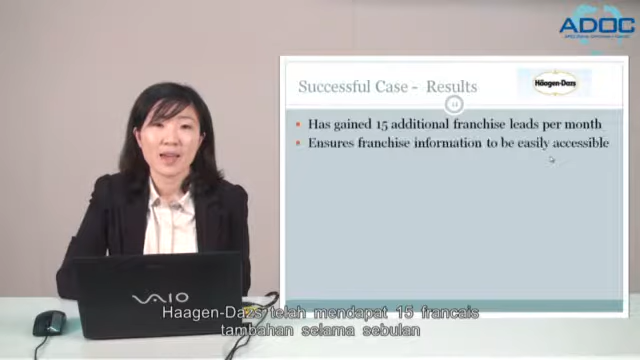 ADOC
Successful Case - Results
Häagen-Dazs
Has gained 15 additional franchise leads per month
Ensures franchise information to be easily accessible
VAIO
Haagen-Dazs telah mendapat 15 francais
tambahan selama sebulan